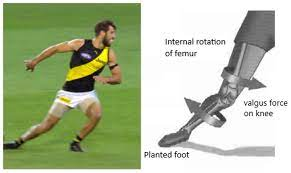 Internal rotation
of femur
valgus force
on knee
Planted foot